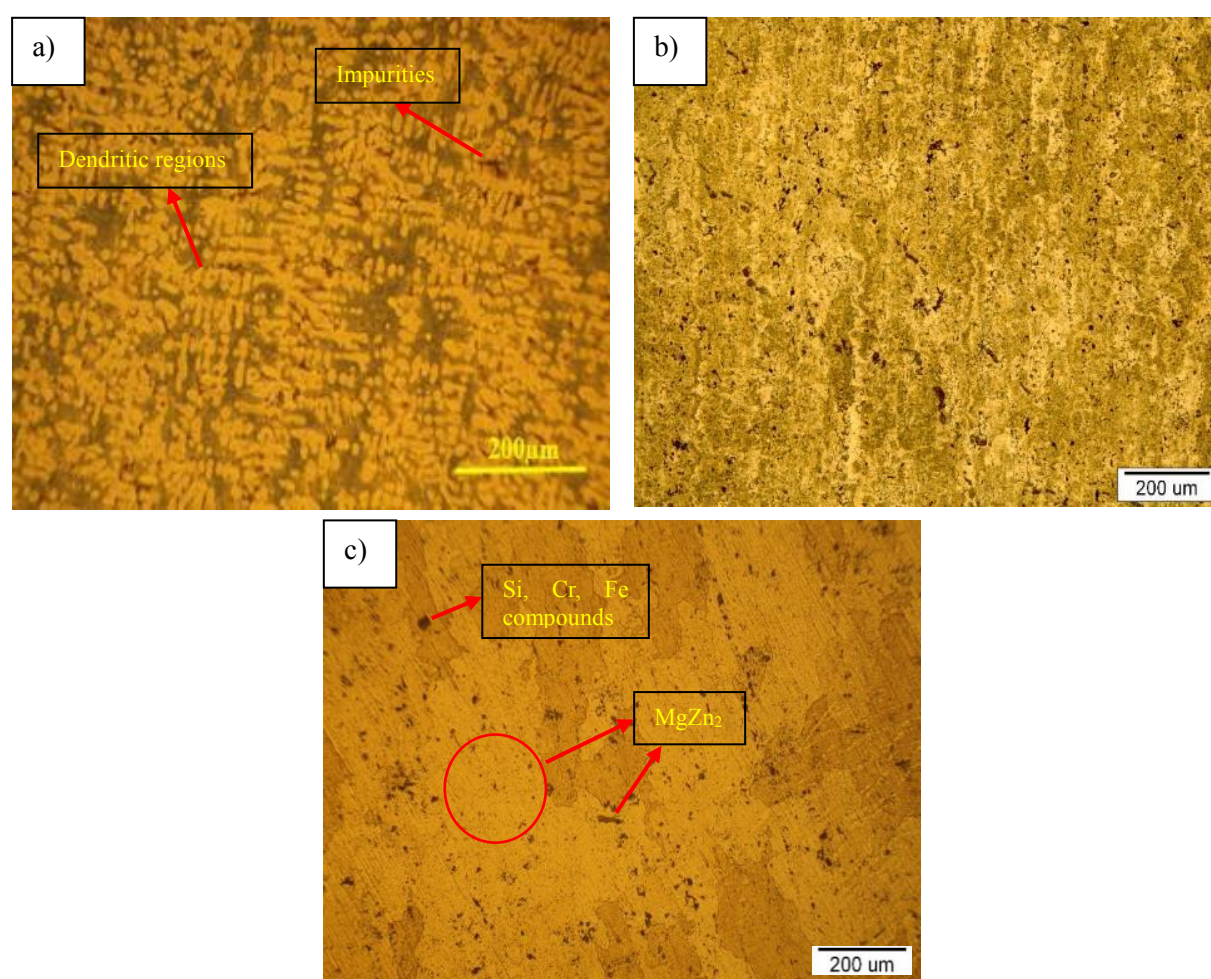 a)
Impurities
Dendritic regions
200µm
b)
200 um
c)
Si, Cr, Fe
compounds
MgZn₂
200 um